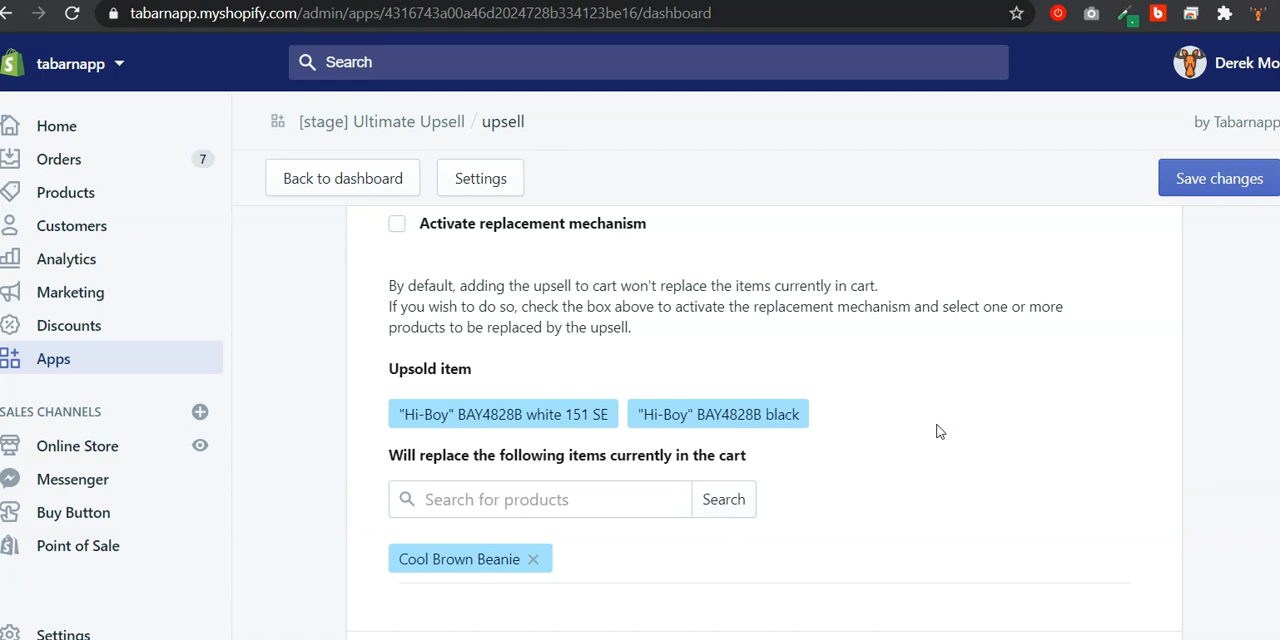 tabarnapp.myshopify.com/admin/apps/4316743a00a46d2024728b334123be16/dashboard
tabarnapp
Search
Derek Mo
Home
Orders 7
Products
Customers
Analytics
Marketing
Discounts
Apps
SALES CHANNELS
Online Store
Messenger
Buy Button
Point of Sale
Settings
[stage] Ultimate Upsell / upsell
by Tabarnapp
Back to dashboard
Settings
Save changes
Activate replacement mechanism
By default, adding the upsell to cart won't replace the items currently in cart.
If you wish to do so, check the box above to activate the replacement mechanism and select one or more
products to be replaced by the upsell.
Upsold item
"Hi-Boy" BAY4828B white 151 SE
"Hi-Boy" BAY4828B black
Will replace the following items currently in the cart
Search for products
Search
Cool Brown Beanie